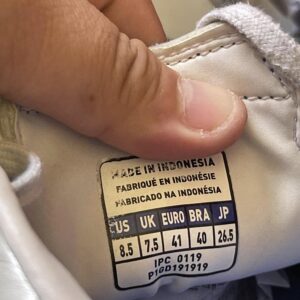 MADE IN INDONESIA
FABRIQUÉ EN INDONÉSIE
FABRICADO NA INDONÉSIA
US UK EURO BRA JP
8.5 7.5 41 40 26.5
IPC 0119
P1GD191919